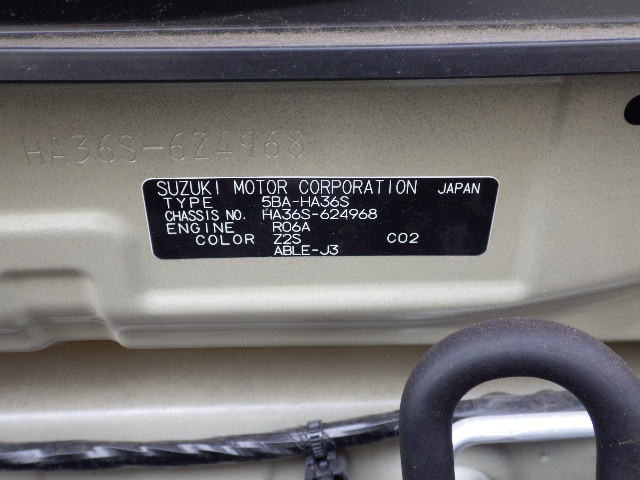 HA36S-624968
SUZUKI MOTOR CORPORATION JAPAN
TYPE 5BA-HA36S
CHASSIS NO. HA36S-624968
ENGINE R06A
COLOR Z2S C02
ABLE-J3